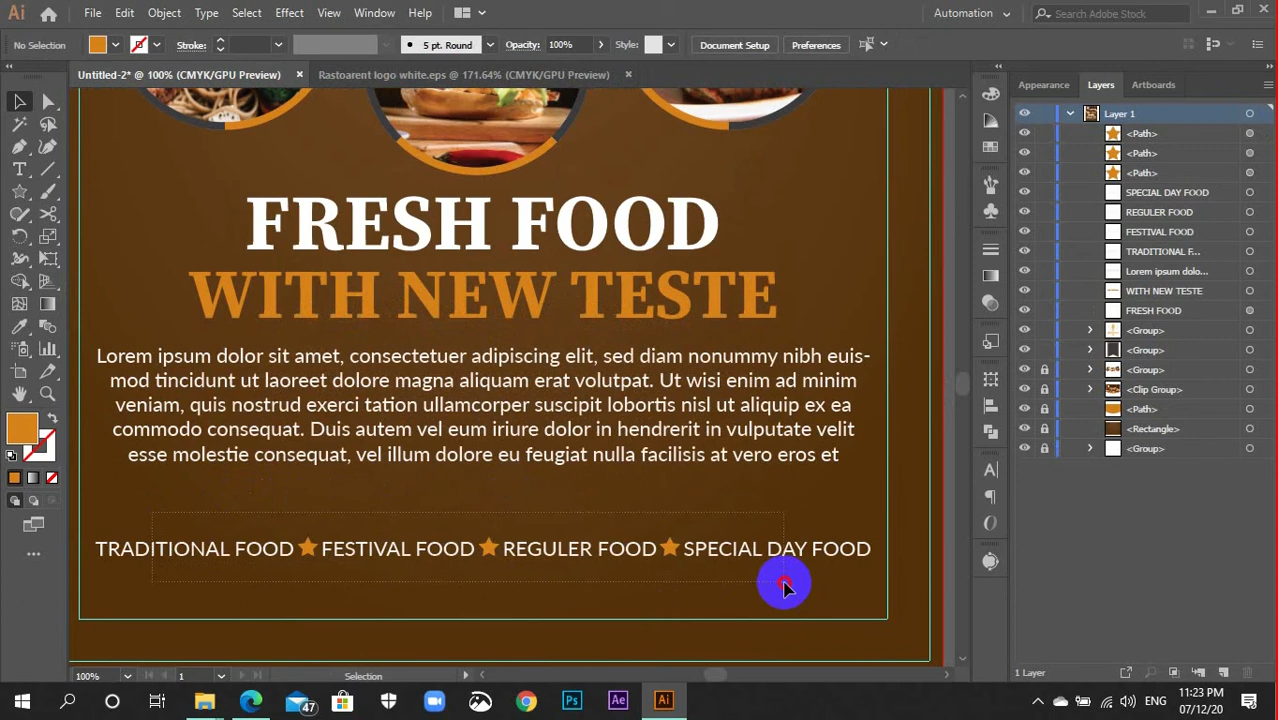 Ai
File Edit Object Type Select Effect View Window Help
Automation
Search Adobe Stock
No Selection
Stroke:
5 pt. Round
Opacity: 100%
Style:
Document Setup
Preferences
Untitled-2* @ 100% (CMYK/GPU Preview)
Rastoarent logo white.eps @ 171.64% (CMYK/GPU Preview)
Appearance Layers Artboards
Layer 1
<Path>
<Path>
<Path>
SPECIAL DAY FOOD
REGULER FOOD
FESTIVAL FOOD
TRADITIONAL F...
Lorem ipsum dolo...
WITH NEW TESTE
FRESH FOOD
<Group>
<Group>
<Group>
<Clip Group>
<Path>
<Rectangle>
<Group>
FRESH FOOD
WITH NEW TESTE
Lorem ipsum dolor sit amet, consectetuer adipiscing elit, sed diam nonummy nibh euis-
mod tincidunt ut laoreet dolore magna aliquam erat volutpat. Ut wisi enim ad minim
veniam, quis nostrud exerci tation ullamcorper suscipit lobortis nisl ut aliquip ex ea
commodo consequat. Duis autem vel eum iriure dolor in hendrerit in vulputate velit
esse molestie consequat, vel illum dolore eu feugiat nulla facilisis at vero eros et
TRADITIONAL FOOD FESTIVAL FOOD REGULER FOOD SPECIAL DAY FOOD
100%
1
Selection
1 Layer
47
Ps
Ae
Ai
ENG
11:23 PM
07/12/20